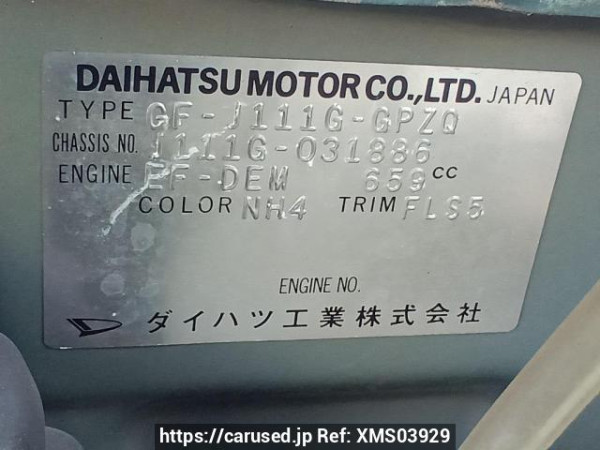 DAIHATSU MOTOR CO.,LTD. JAPAN
TYPE GF-J111G-GPZQ
CHASSIS NO. J111G-031886
ENGINE EF-DEM 659 CC
COLOR NH4 TRIM FLS5
ENGINE NO.
ダイハツ工業株式会社
https://carused.jp Ref: XMS03929